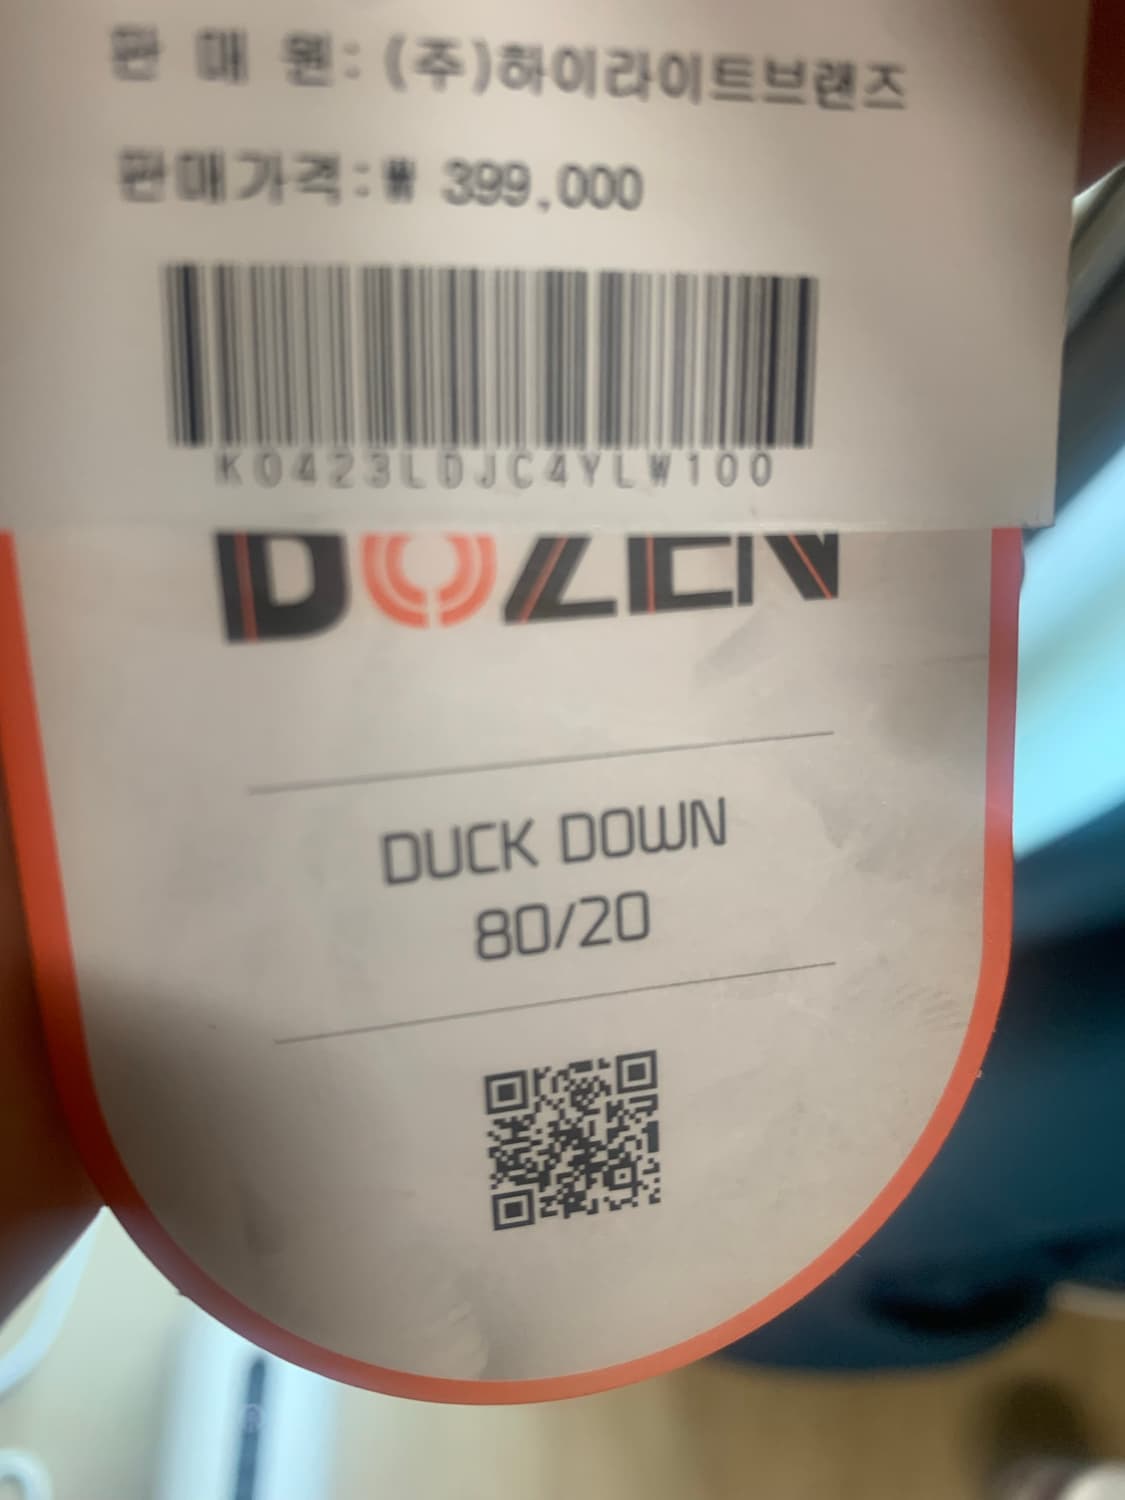 판 매 원: (주)하이라이트브랜즈
판매가격:₩ 399,000
K0423LDJC4YLW100
DOZEN
DUCK DOWN
80/20